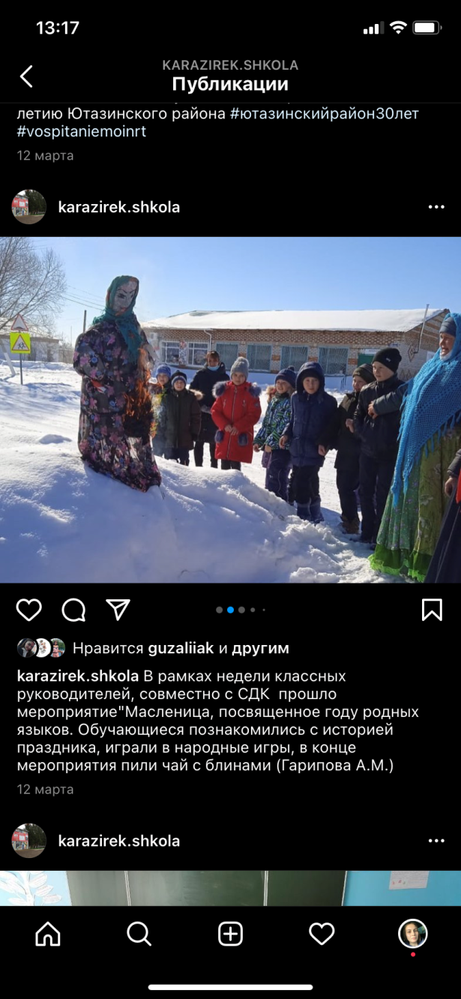 13:17
KARAZIREK.SHKOLA
Публикации
летию Ютазинского района #ютазинскийрайон30лет
#vospitaniemoinrt
12 марта
karazirek.shkola
Нравится guzaliiak и другим
karazirek.shkola В рамках недели классных
руководителей, совместно с СДК прошло
мероприятие"Масленица, посвященное году родных
языков. Обучающиеся познакомились с историей
праздника, играли в народные игры, в конце
мероприятия пили чай с блинами (Гарипова А.М.)
12 марта
karazirek.shkola